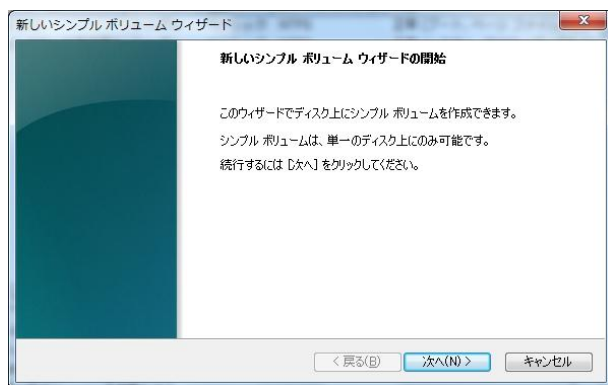 新しいシンプル ボリューム ウィザード
新しいシンプル ボリューム ウィザードの開始
このウィザードでディスク上にシンプル ボリュームを作成できます。
シンプル ボリュームは、単一のディスク上にのみ可能です。
続行するには [次へ] をクリックしてください。
< 戻る(B)
次へ(N) >
キャンセル